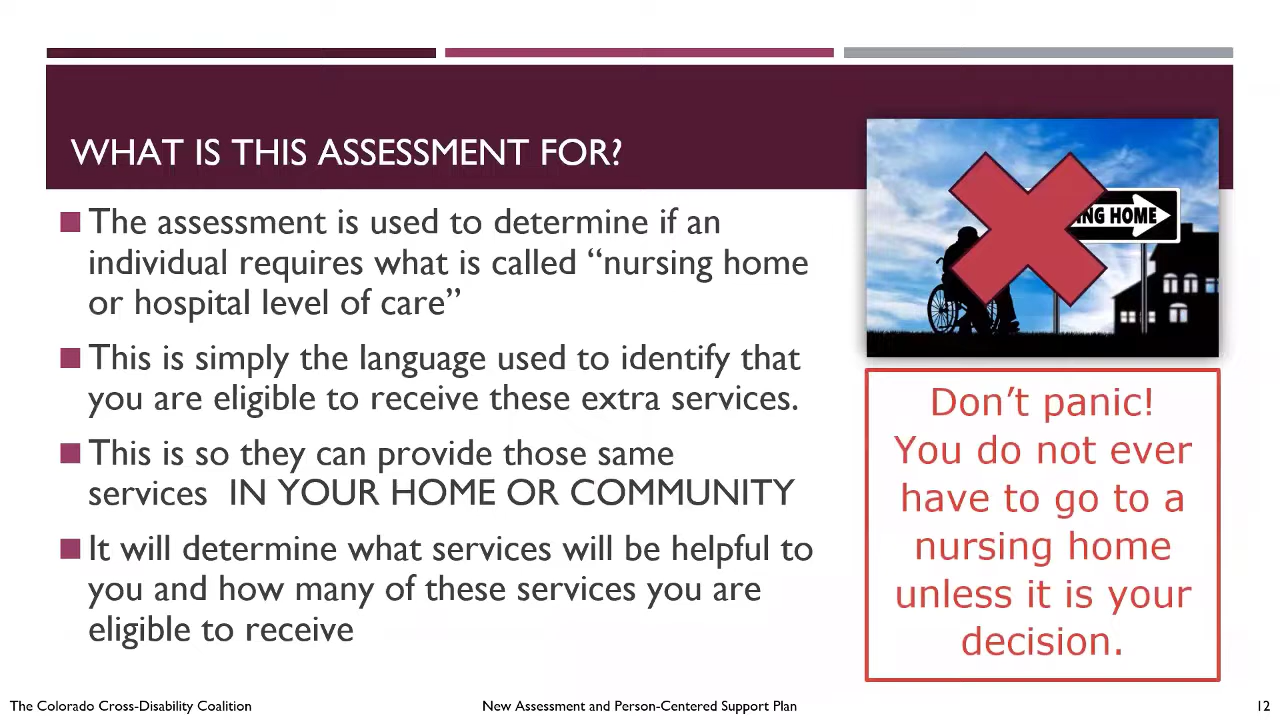 WHAT IS THIS ASSESSMENT FOR?
The assessment is used to determine if an
individual requires what is called “nursing home
or hospital level of care”
This is simply the language used to identify that
you are eligible to receive these extra services.
This is so they can provide those same
services IN YOUR HOME OR COMMUNITY
It will determine what services will be helpful to
you and how many of these services you are
eligible to receive
HOME
Don’t panic!
You do not ever
have to go to a
nursing home
unless it is your
decision.
The Colorado Cross-Disability Coalition
New Assessment and Person-Centered Support Plan
12